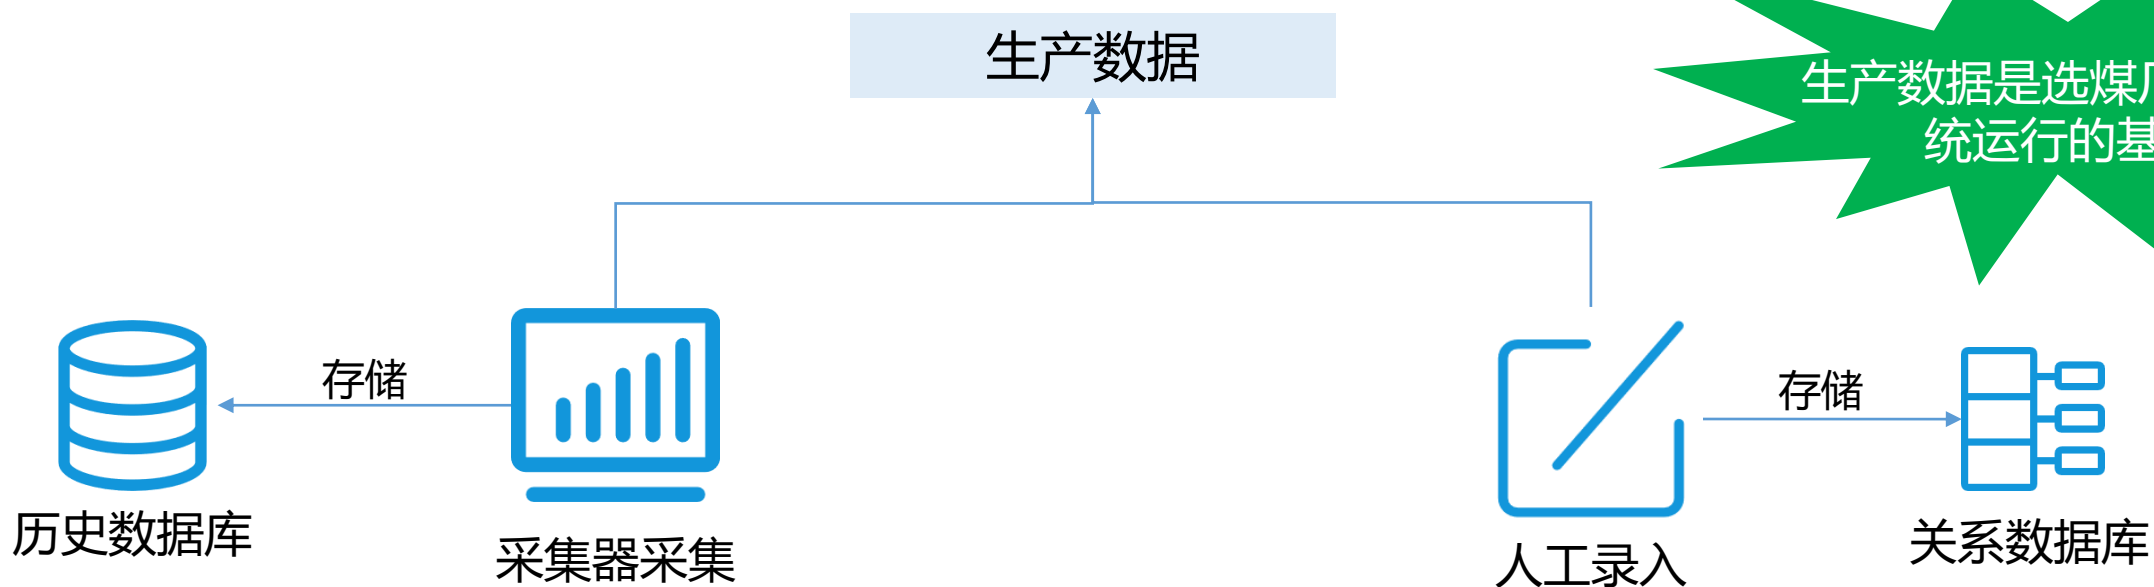 生产数据
生产数据是选煤
统运行的
存储
存储
历史数据库
采集器采集
人工录入
关系数据库